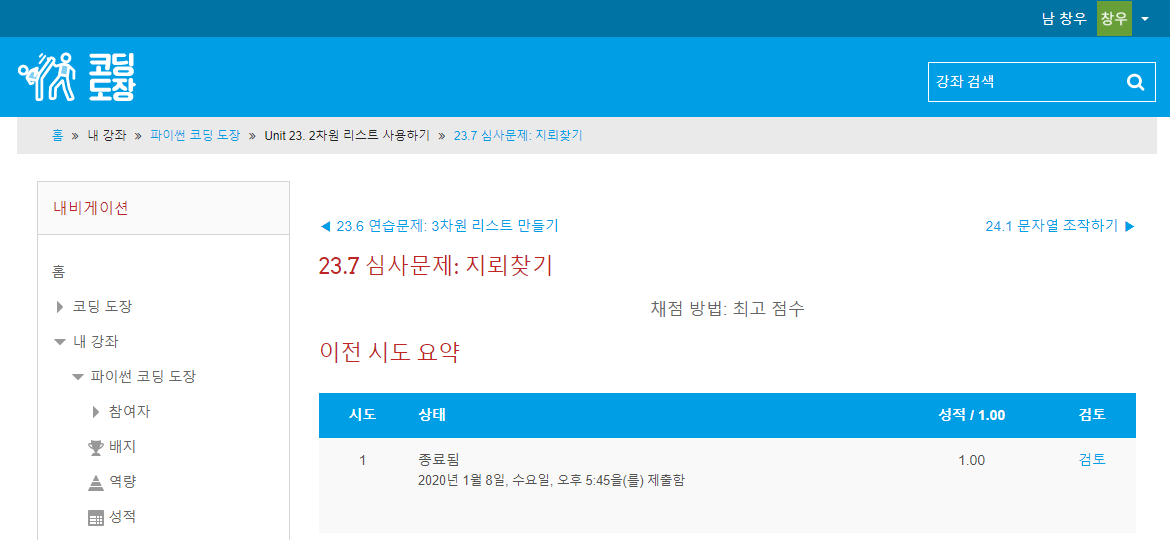 남 창우 창우
코딩
도장
강좌 검색
홈 » 내 강좌 » 파이썬 코딩 도장 » Unit 23. 2차원 리스트 사용하기 » 23.7 심사문제: 지뢰찾기
내비게이션
홈
코딩 도장
내 강좌
파이썬 코딩 도장
참여자
배지
역량
성적
◀ 23.6 연습문제: 3차원 리스트 만들기
24.1 문자열 조작하기 ▶
23.7 심사문제: 지뢰찾기
채점 방법: 최고 점수
이전 시도 요약
시도 상태 성적 / 1.00 검토
1 종료됨 1.00 검토
2020년 1월 8일, 수요일, 오후 5:45을(를) 제출함